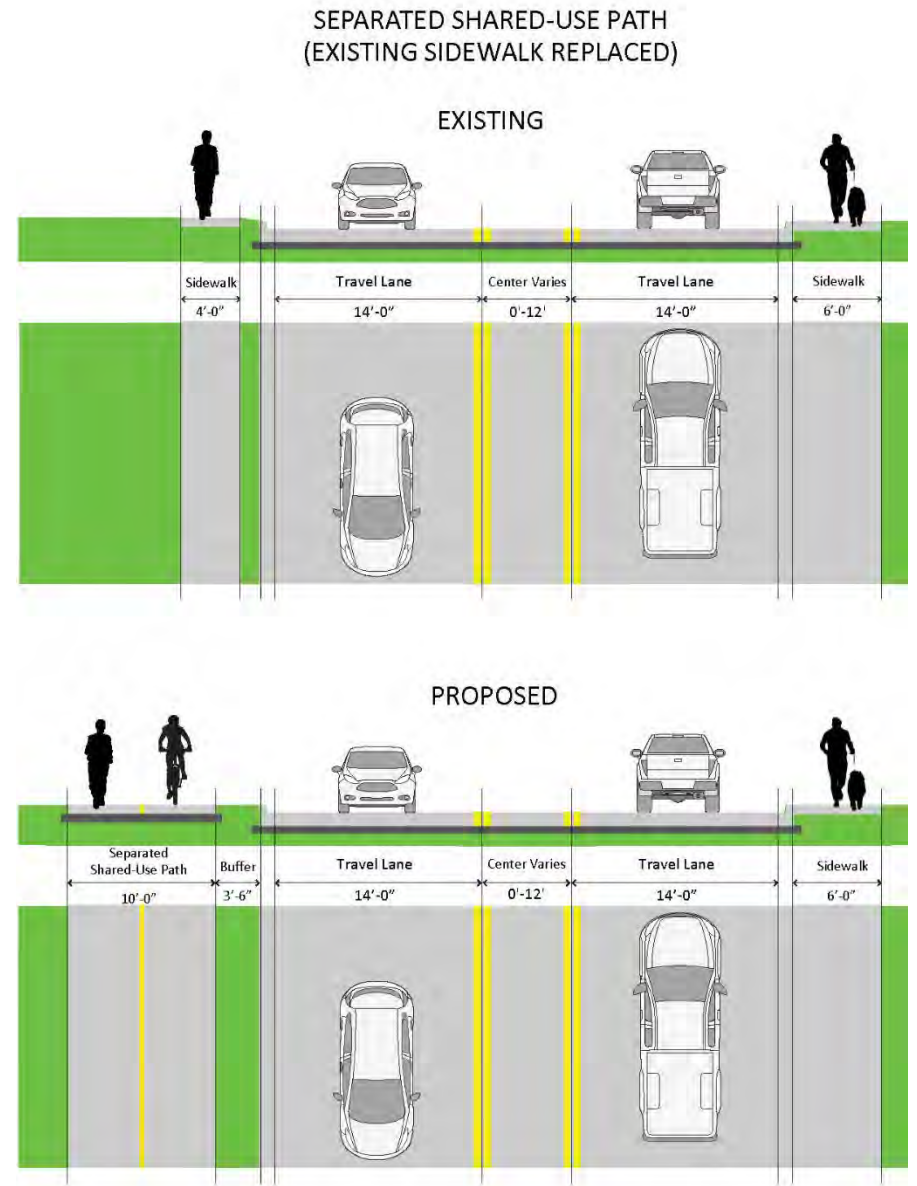 SEPARATED SHARED-USE PATH
(EXISTING SIDEWALK REPLACED)
EXISTING
Sidewalk Travel Lane Center Varies Travel Lane Sidewalk
4’-0” 14’-0” 0'-12' 14’-0” 6’-0”
PROPOSED
Separated
Shared-Use Path Buffer Travel Lane Center Varies Travel Lane Sidewalk
10’-0” 3’-6” 14’-0” 0'-12' 14’-0” 6’-0”